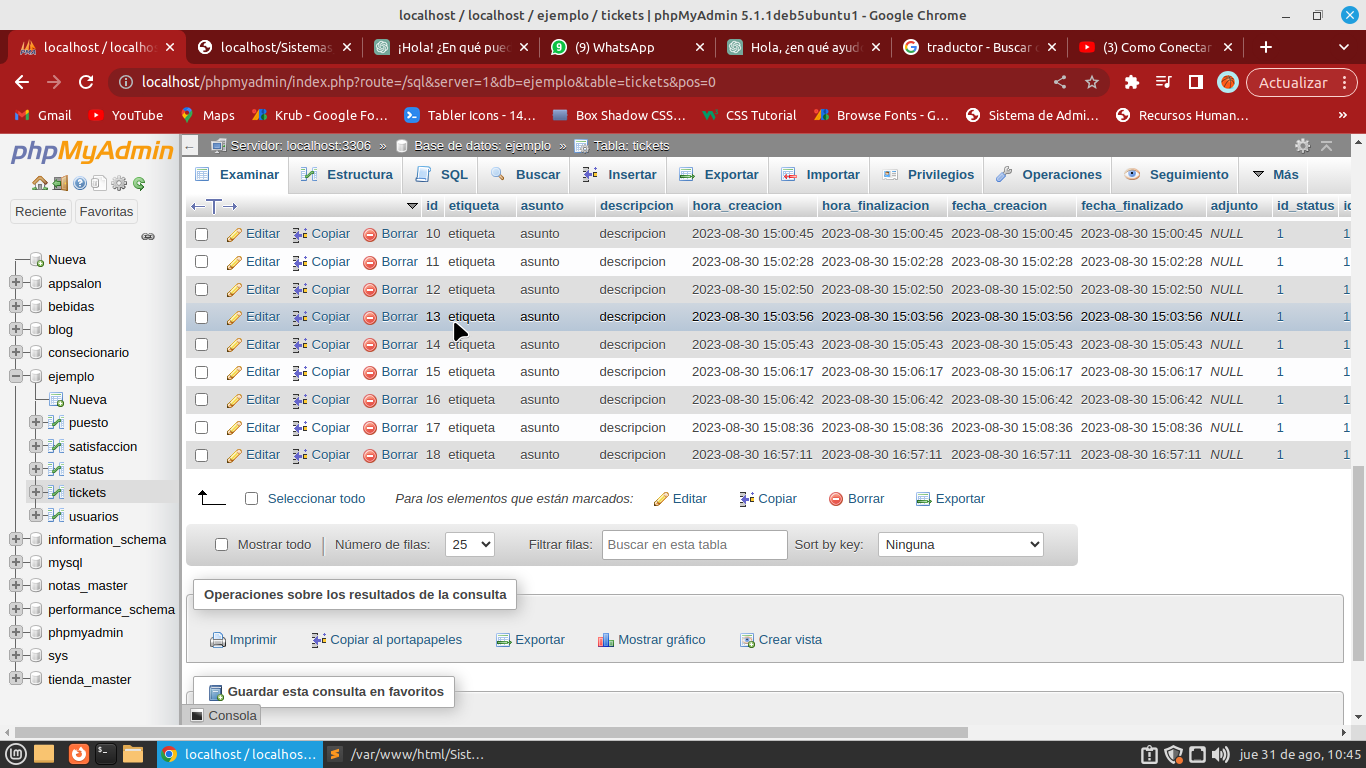 localhost / localhost / ejemplo / tickets | phpMyAdmin 5.1.1deb5ubuntu1 - Google Chrome
localhost / localhos
localhost/Sistemas
¡Hola! ¿En qué pued
(9) WhatsApp
Hola, ¿en qué ayud
traductor - Buscar c
(3) Como Conectar
localhost/phpmyadmin/index.php?route=/sql&server=1&db=ejemplo&table=tickets&pos=0
Actualizar
Gmail
YouTube
Maps
Krub - Google Fo…
Tabler Icons - 14…
Box Shadow CSS…
CSS Tutorial
Browse Fonts - G…
Sistema de Admi…
Recursos Human…
»
phpMyAdmin
Reciente
Favoritas
Nueva
appsalon
bebidas
blog
consecionario
ejemplo
Nueva
puesto
satisfaccion
status
tickets
usuarios
information_schema
mysql
notas_master
performance_schema
phpmyadmin
sys
tienda_master
Servidor: localhost:3306 » Base de datos: ejemplo » Tabla: tickets
Examinar Estructura SQL Buscar Insertar Exportar Importar Privilegios Operaciones Seguimiento Más
id etiqueta asunto descripcion hora_creacion hora_finalizacion fecha_creacion fecha_finalizado adjunto id_status
Editar Copiar Borrar 10 etiqueta asunto descripcion 2023-08-30 15:00:45 2023-08-30 15:00:45 2023-08-30 15:00:45 2023-08-30 15:00:45 NULL 1 1
Editar Copiar Borrar 11 etiqueta asunto descripcion 2023-08-30 15:02:28 2023-08-30 15:02:28 2023-08-30 15:02:28 2023-08-30 15:02:28 NULL 1 1
Editar Copiar Borrar 12 etiqueta asunto descripcion 2023-08-30 15:02:50 2023-08-30 15:02:50 2023-08-30 15:02:50 2023-08-30 15:02:50 NULL 1 1
Editar Copiar Borrar 13 etiqueta asunto descripcion 2023-08-30 15:03:56 2023-08-30 15:03:56 2023-08-30 15:03:56 2023-08-30 15:03:56 NULL 1 1
Editar Copiar Borrar 14 etiqueta asunto descripcion 2023-08-30 15:05:43 2023-08-30 15:05:43 2023-08-30 15:05:43 2023-08-30 15:05:43 NULL 1 1
Editar Copiar Borrar 15 etiqueta asunto descripcion 2023-08-30 15:06:17 2023-08-30 15:06:17 2023-08-30 15:06:17 2023-08-30 15:06:17 NULL 1 1
Editar Copiar Borrar 16 etiqueta asunto descripcion 2023-08-30 15:06:42 2023-08-30 15:06:42 2023-08-30 15:06:42 2023-08-30 15:06:42 NULL 1 1
Editar Copiar Borrar 17 etiqueta asunto descripcion 2023-08-30 15:08:36 2023-08-30 15:08:36 2023-08-30 15:08:36 2023-08-30 15:08:36 NULL 1 1
Editar Copiar Borrar 18 etiqueta asunto descripcion 2023-08-30 16:57:11 2023-08-30 16:57:11 2023-08-30 16:57:11 2023-08-30 16:57:11 NULL 1 1
Seleccionar todo Para los elementos que están marcados: Editar Copiar Borrar Exportar
Mostrar todo | Número de filas: 25 Filtrar filas: Buscar en esta tabla Sort by key: Ninguna
Operaciones sobre los resultados de la consulta
Imprimir Copiar al portapapeles Exportar Mostrar gráfico Crear vista
Guardar esta consulta en favoritos
Consola
localhost / localhos…
/var/www/html/Sist…
jue 31 de ago, 10:45